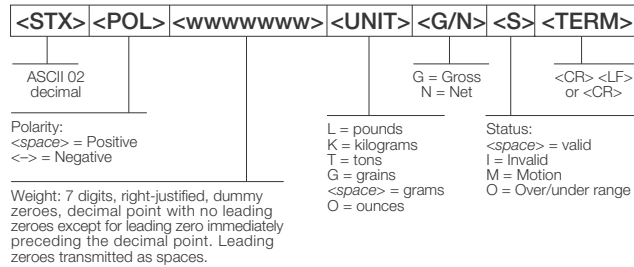 <STX> <POL> <wwwwwww> <UNIT> <G/N> <S> <TERM>
ASCII 02
decimal
G = Gross
N = Net
<CR> <LF>
or <CR>
Polarity:
<space> = Positive
<–> = Negative
L = pounds
K = kilograms
T = tons
G = grains
<space> = grams
O = ounces
Status:
<space> = valid
I = Invalid
M = Motion
O = Over/under range
Weight: 7 digits, right-justified, dummy
zeroes, decimal point with no leading
zeroes except for leading zero immediately
preceding the decimal point. Leading
zeroes transmitted as spaces.